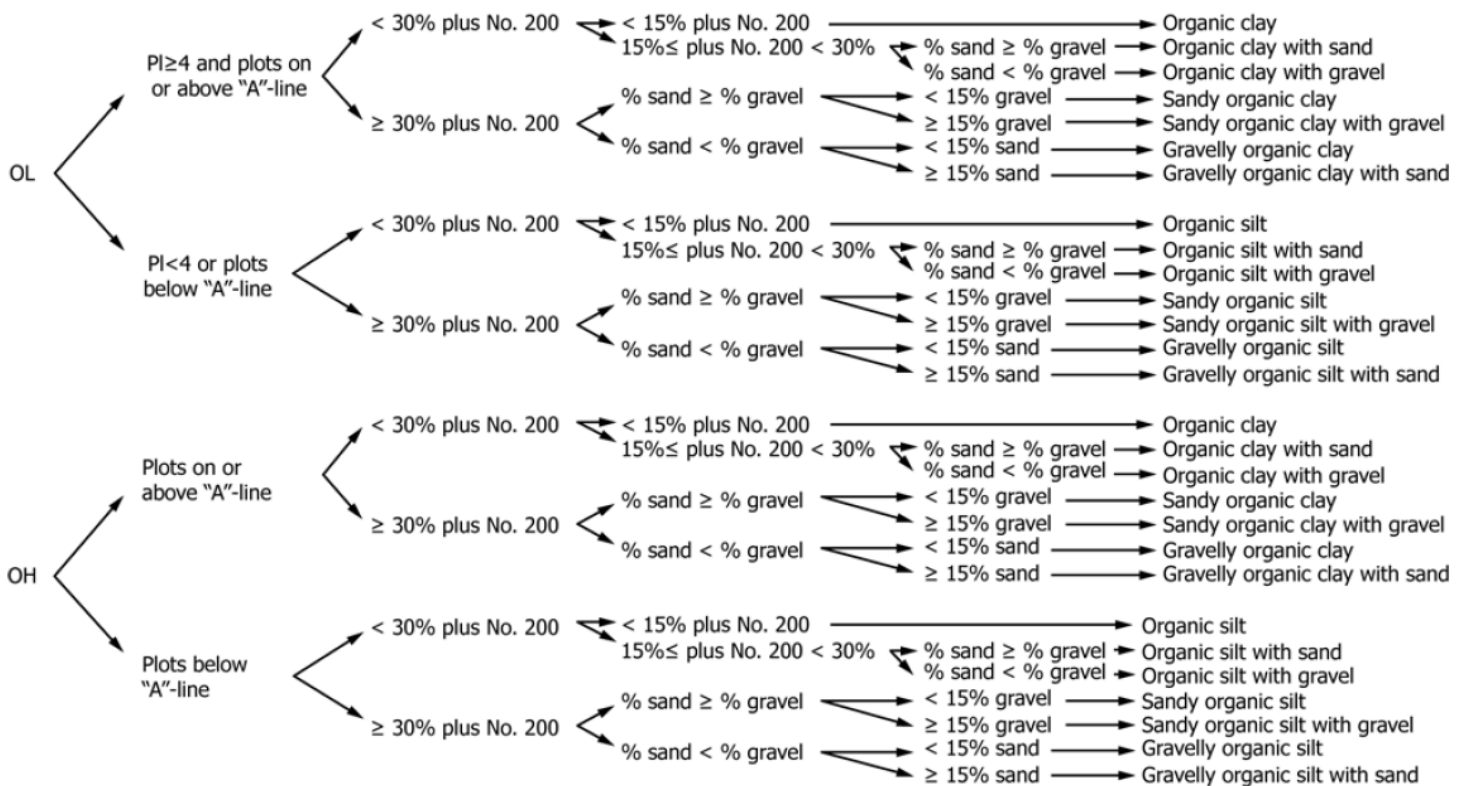 < 30% plus No. 200 < 15% plus No. 200 Organic clay
15%≤ plus No. 200 < 30% % sand ≥ % gravel Organic clay with sand
PI≥4 and plots on
or above "A"-line
% sand < % gravel Organic clay with gravel
% sand ≥ % gravel < 15% gravel Sandy organic clay
≥ 30% plus No. 200 ≥ 15% gravel Sandy organic clay with gravel
% sand < % gravel < 15% sand Gravelly organic clay
OL ≥ 15% sand Gravelly organic clay with sand
< 30% plus No. 200 < 15% plus No. 200 Organic silt
15%≤ plus No. 200 < 30% % sand ≥ % gravel Organic silt with sand
PI<4 or plots
below "A"-line
% sand < % gravel Organic silt with gravel
% sand ≥ % gravel < 15% gravel Sandy organic silt
≥ 30% plus No. 200 ≥ 15% gravel Sandy organic silt with gravel
% sand < % gravel < 15% sand Gravelly organic silt
≥ 15% sand Gravelly organic silt with sand
< 30% plus No. 200 < 15% plus No. 200 Organic clay
15%≤ plus No. 200 < 30% % sand ≥ % gravel Organic clay with sand
Plots on or
above "A"-line
% sand < % gravel Organic clay with gravel
% sand ≥ % gravel < 15% gravel Sandy organic clay
≥ 30% plus No. 200 ≥ 15% gravel Sandy organic clay with gravel
% sand < % gravel < 15% sand Gravelly organic clay
OH ≥ 15% sand Gravelly organic clay with sand
< 30% plus No. 200 < 15% plus No. 200 Organic silt
15%≤ plus No. 200 < 30% % sand ≥ % gravel Organic silt with sand
Plots below
"A"-line
% sand < % gravel Organic silt with gravel
% sand ≥ % gravel < 15% gravel Sandy organic silt
≥ 30% plus No. 200 ≥ 15% gravel Sandy organic silt with gravel
% sand < % gravel < 15% sand Gravelly organic silt
≥ 15% sand Gravelly organic silt with sand